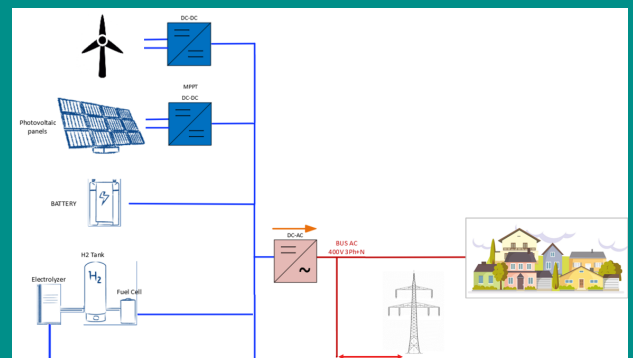 DC-DC
MPPT
DC-DC
Photovoltaic
panels
BATTERY
DC-AC
BUS AC
400V 3Ph+N
H2 Tank
H2
Electrolyzer
Fuel Cell